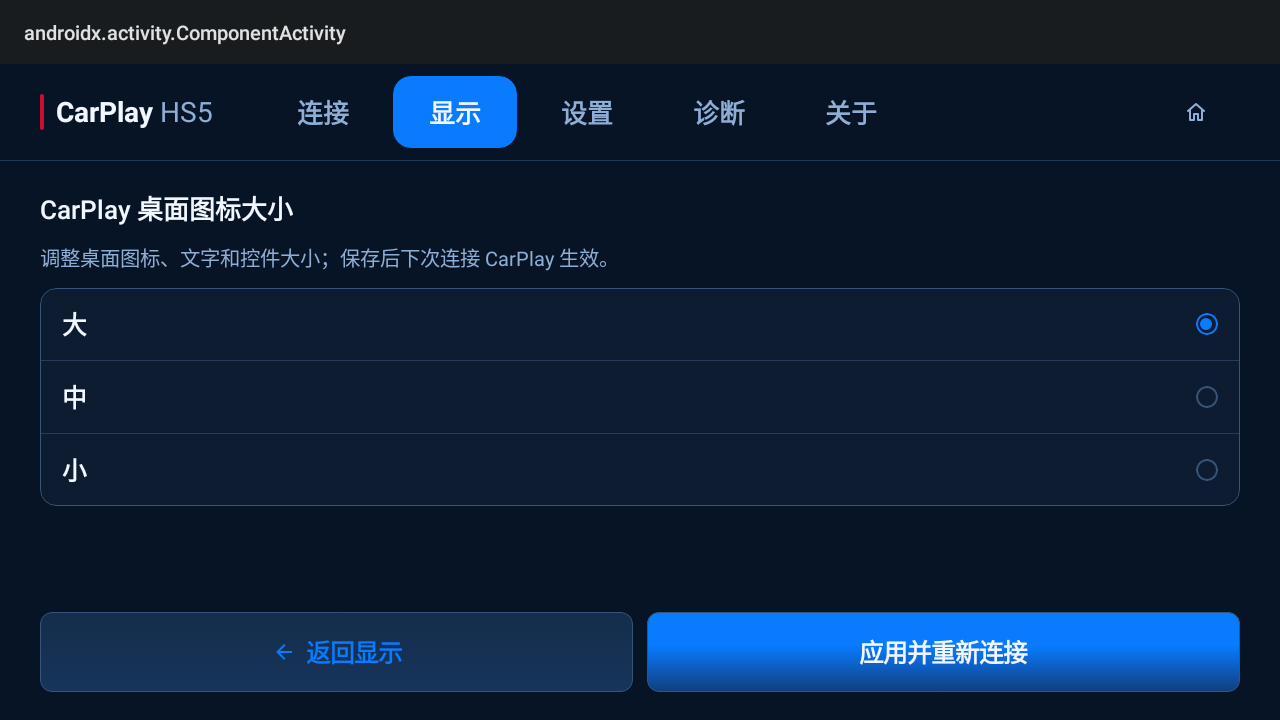 androidx.activity.ComponentActivity
CarPlay HS5 连接 显示 设置 诊断 关于
CarPlay 桌面图标大小
调整桌面图标、文字和控件大小；保存后下次连接 CarPlay 生效。
大
中
小
返回显示 应用并重新连接